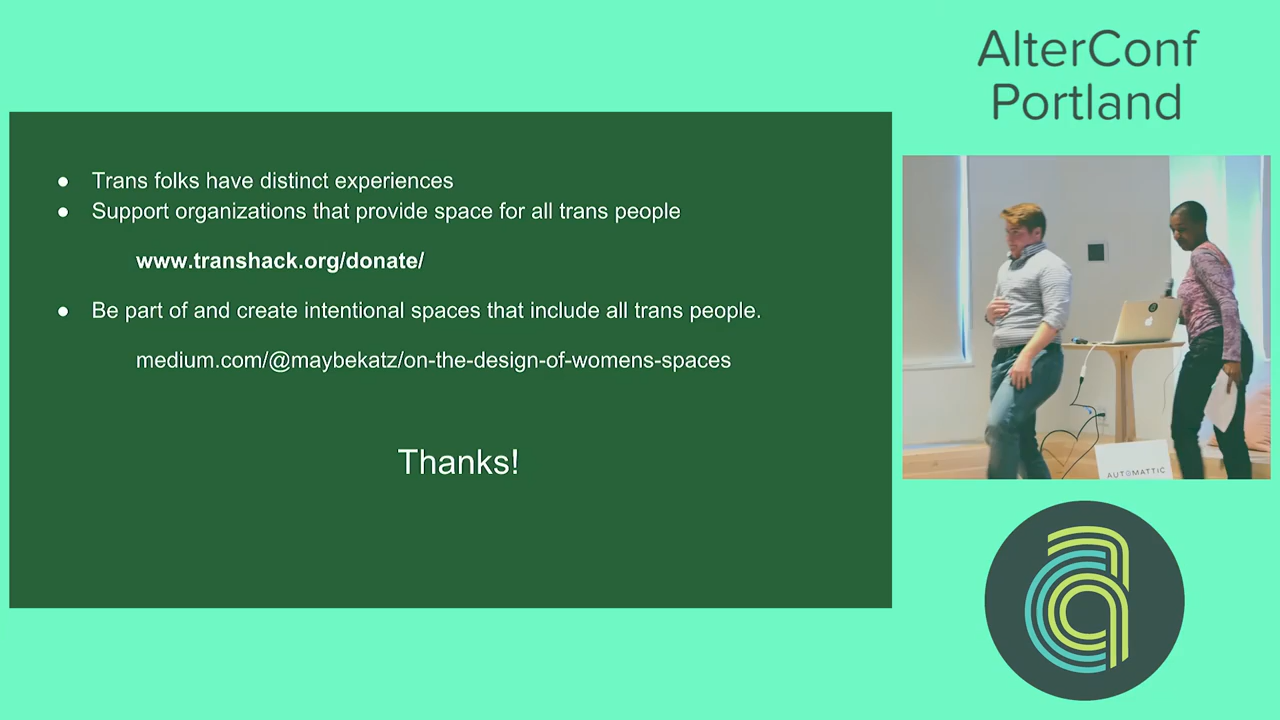 AlterConf
Portland
● Trans folks have distinct experiences
● Support organizations that provide space for all trans people
www.transhack.org/donate/
● Be part of and create intentional spaces that include all trans people.
medium.com/@maybekatz/on-the-design-of-womens-spaces
Thanks!
AUTOMATTIC